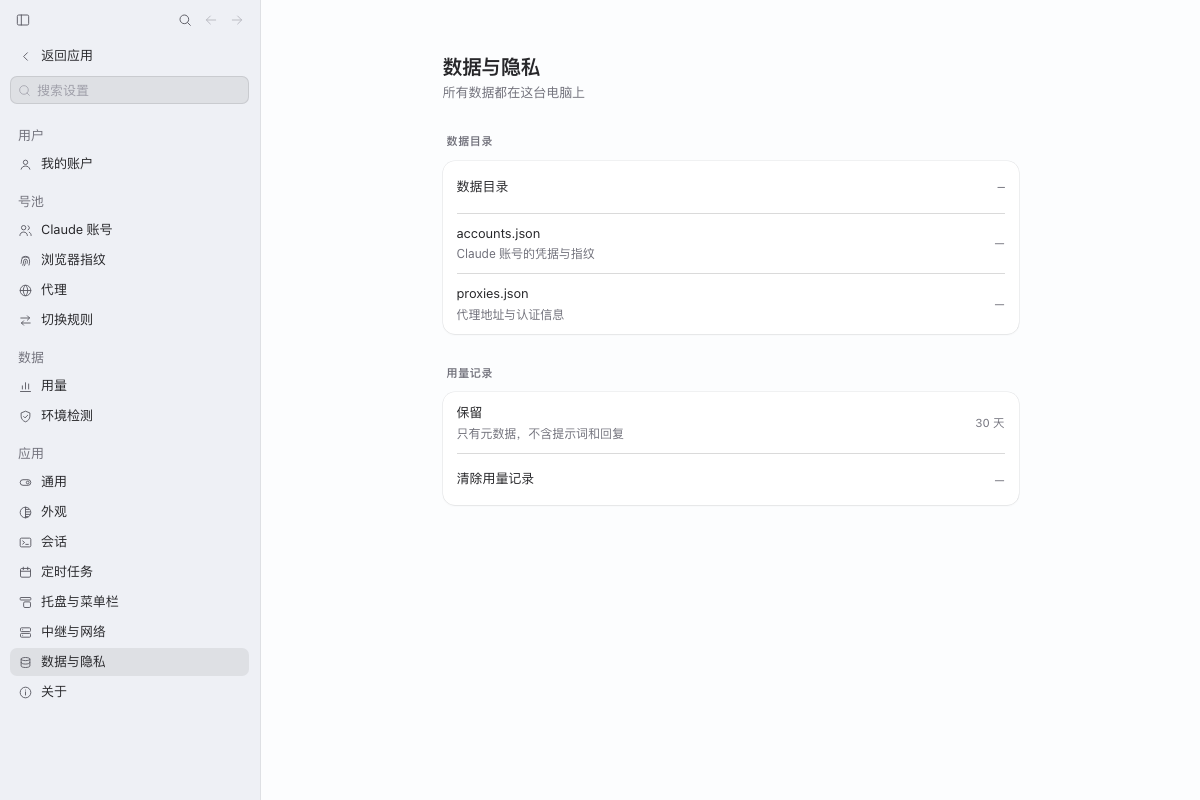 返回应用
搜索设置
用户
我的账户
号池
Claude 账号
浏览器指纹
代理
切换规则
数据
用量
环境检测
应用
通用
外观
会话
定时任务
托盘与菜单栏
中继与网络
数据与隐私
关于
数据与隐私
所有数据都在这台电脑上
数据目录
数据目录 –
accounts.json
Claude 账号的凭据与指纹 —
proxies.json
代理地址与认证信息 —
用量记录
保留 30 天
只有元数据，不含提示词和回复
清除用量记录 —